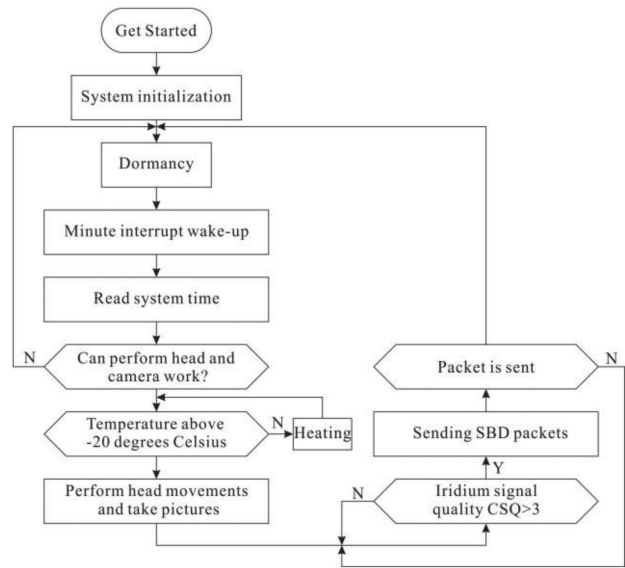 Get Started
System initialization
Dormancy
Minute interrupt wake-up
Read system time
N
Can perform head and
camera work?
Temperature above
-20 degrees Celsius
N
Heating
Perform head movements
and take pictures
Packet is sent
N
Sending SBD packets
Y
N
Iridium signal
quality CSQ>3